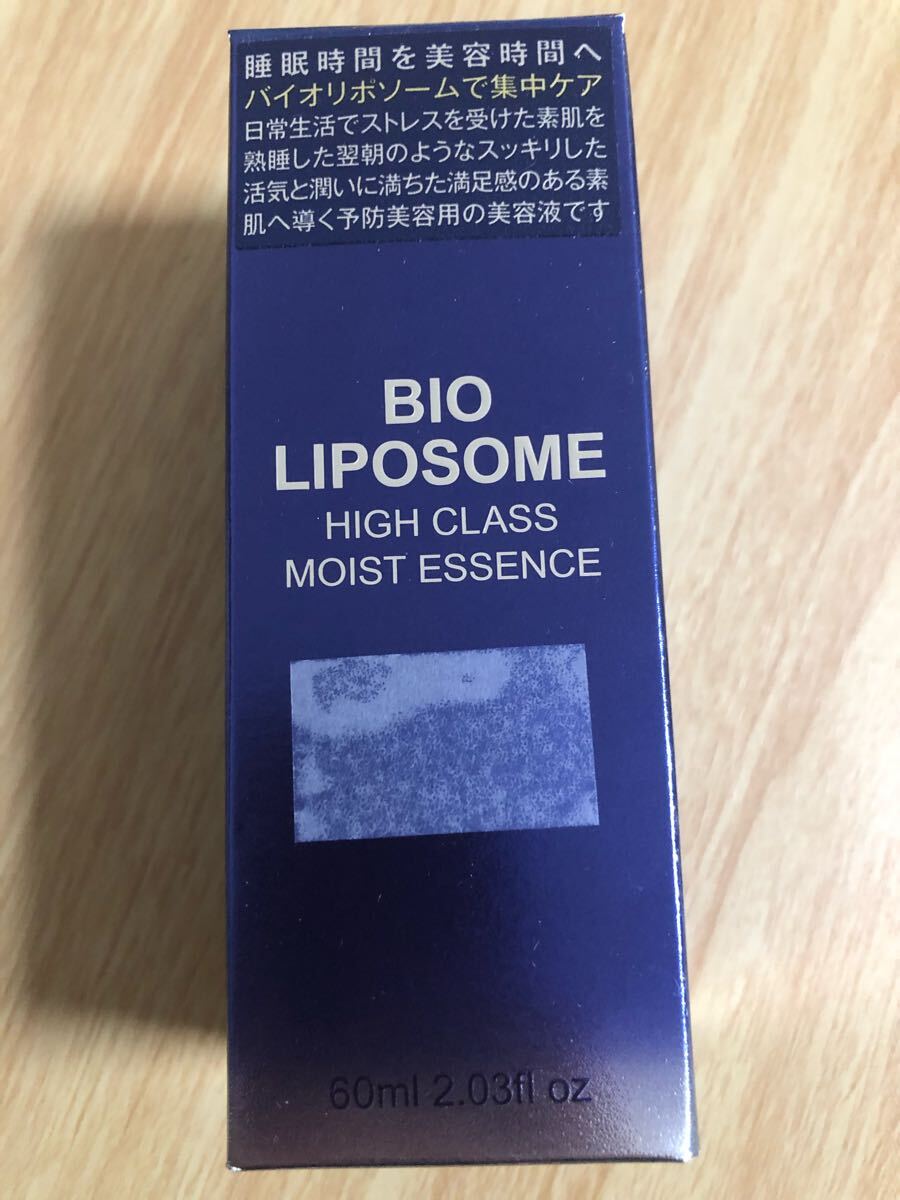 睡眠時間を美容時間へ
バイオリポソームで集中ケア
日常生活でストレスを受けた素肌を
熟睡した翌朝のようなスッキリした
活気と潤いに満ちた満足感のある素
肌へ導く予防美容用の美容液です
BIO
LIPOSOME
HIGH CLASS
MOIST ESSENCE
60ml 2.03fl oz